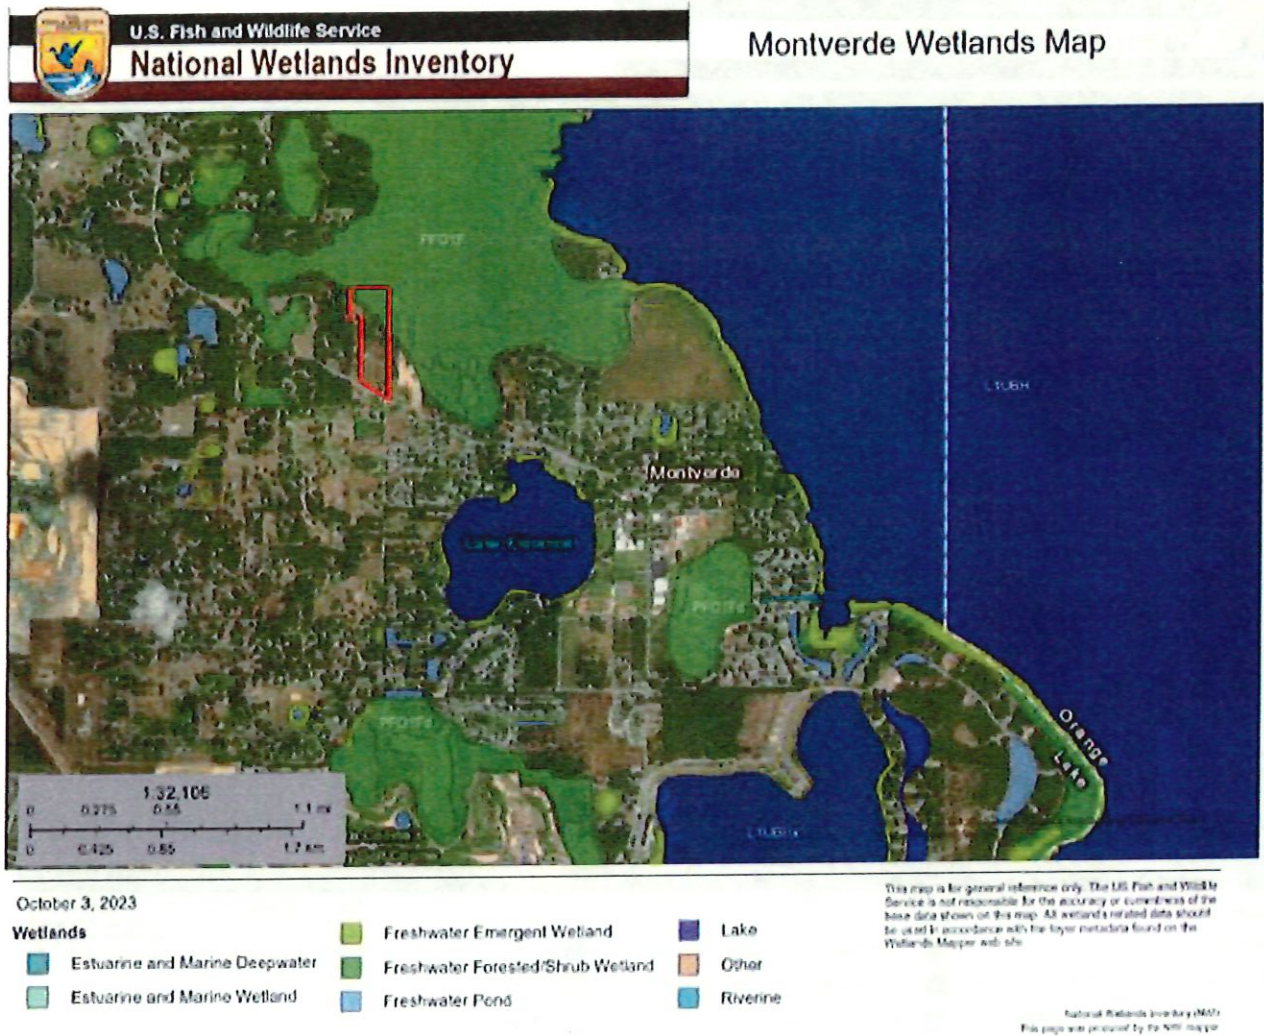 U.S. Fish and Wildlife Service
National Wetlands Inventory
Montverde Wetlands Map
PFO1F
L1UBH
Montverde
PFO1Fd
PFO1Fd
Orange
Lake
L1UBHx
1:32,106
0 0.275 0.55 1.1 mi
0 0.425 0.85 1.7 km
October 3, 2023
Wetlands
Estuarine and Marine Deepwater
Estuarine and Marine Wetland
Freshwater Emergent Wetland
Freshwater Forested/Shrub Wetland
Freshwater Pond
Lake
Other
Riverine
This map is for general reference only. The US Fish and Wildlife
Service is not responsible for the accuracy or currentness of the
base data shown on this map. All wetlands related data should
be used in accordance with the layer metadata found on the
Wetlands Mapper web site.
National Wetlands Inventory (NWI)
This page was produced by the NWI mapper